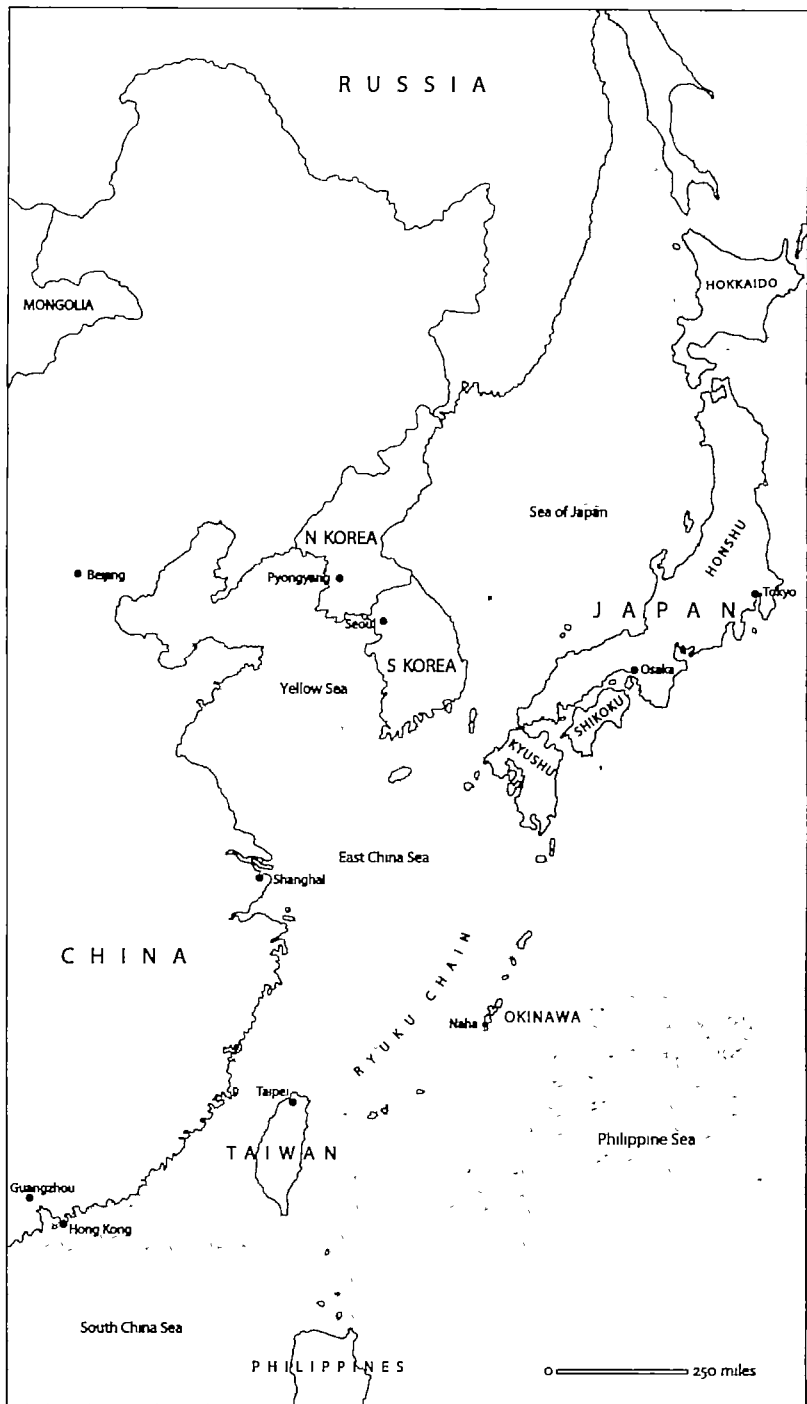 RUSSIA
MONGOLIA
HOKKAIDO
Sea of Japan
HONSHU
N KOREA
Beijing
Pyongyang
Tokyo
JAPAN
Seoul
S KOREA
Osaka
Yellow Sea
SHIKOKU
KYUSHU
East China Sea
Shanghai
CHINA
RYUKU CHAIN
Naha
OKINAWA
Taipei
Philippine Sea
TAIWAN
Guangzhou
Hong Kong
South China Sea
PHILIPPINES
0 250 miles